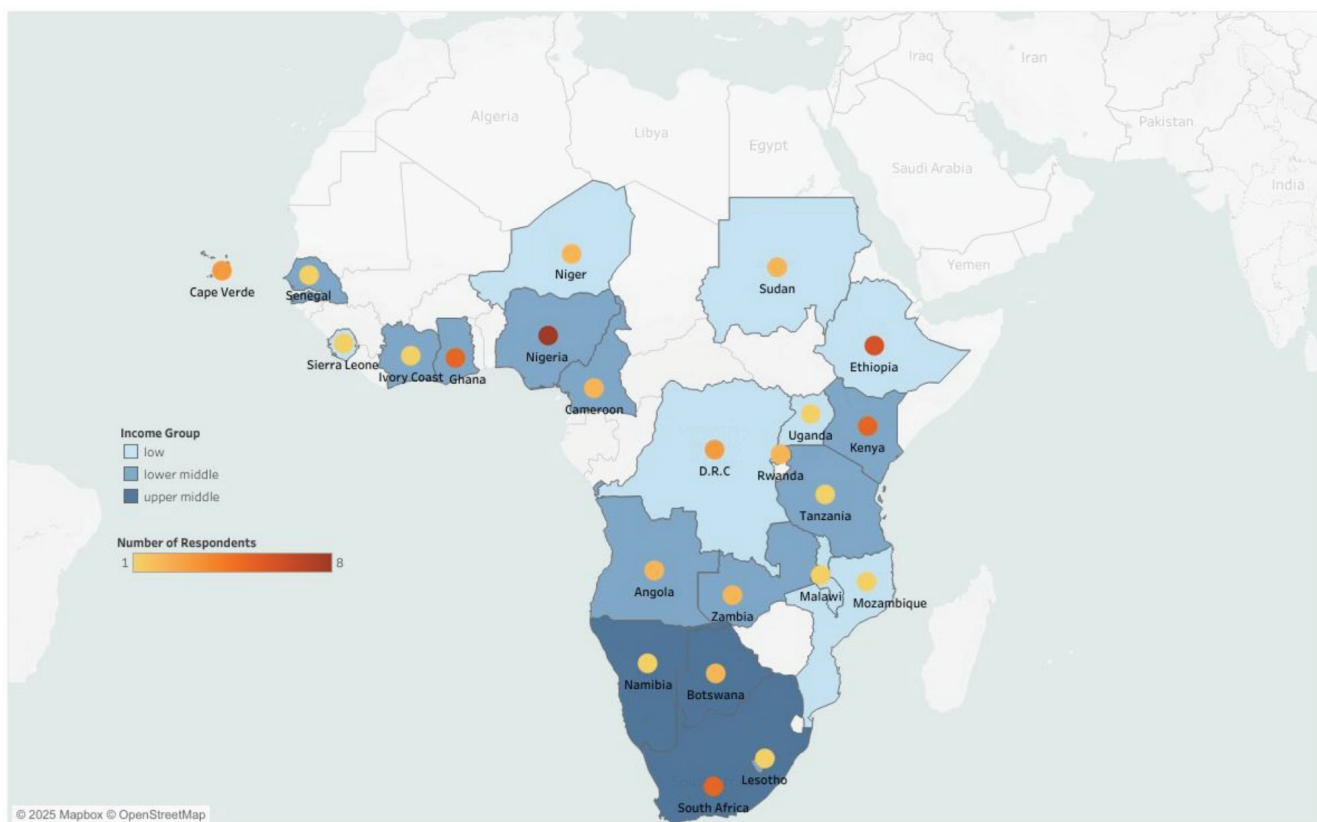 Iraq
Iran
Algeria
Libya
Egypt
Pakistan
Saudi Arabia
India
Niger
Sudan
Yemen
Cape Verde
Senegal
Sierra Leone
Ivory Coast
Ghana
Nigeria
Cameroon
Ethiopia
Uganda
Kenya
D.R.C
Rwanda
Tanzania
Income Group
low
lower middle
upper middle
Number of Respondents
1
8
Angola
Zambia
Malawi
Mozambique
Namibia
Botswana
Lesotho
South Africa
© 2025 Mapbox © OpenStreetMap